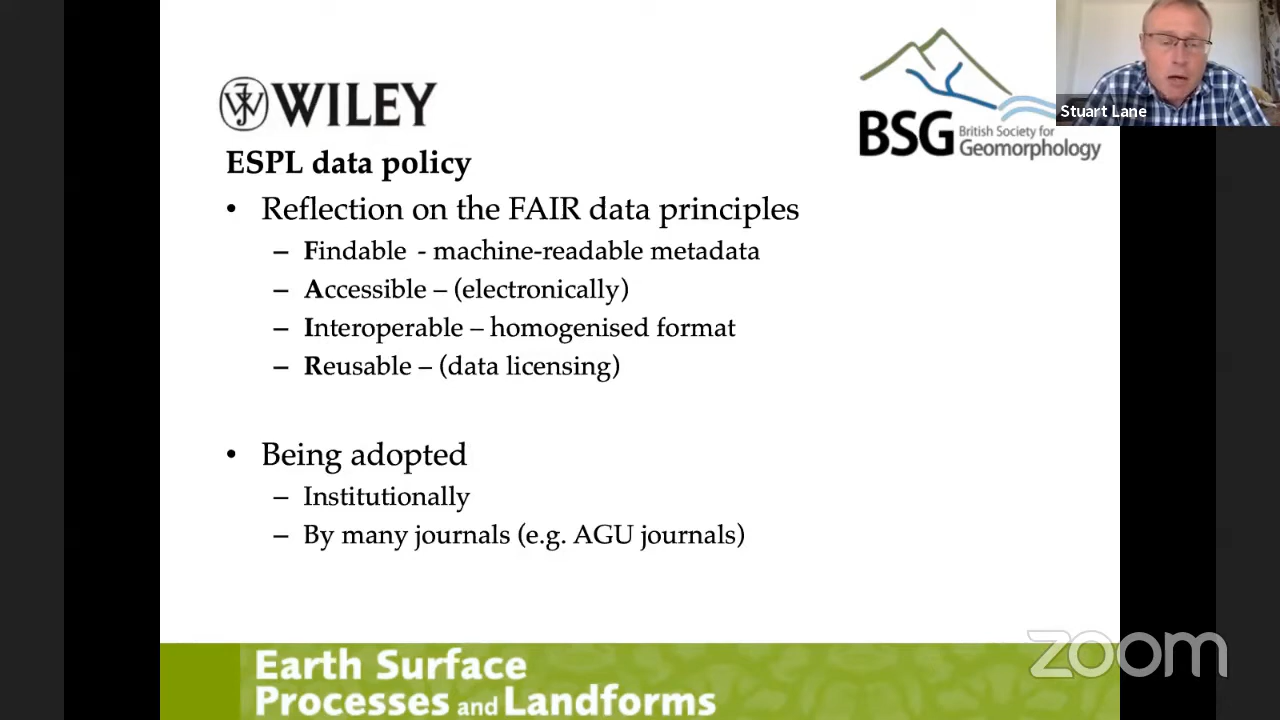 WILEY
BSG British Society for Geomorphology
Stuart Lane
ESPL data policy
• Reflection on the FAIR data principles
– Findable - machine-readable metadata
– Accessible – (electronically)
– Interoperable – homogenised format
– Reusable – (data licensing)
• Being adopted
– Institutionally
– By many journals (e.g. AGU journals)
Earth Surface
Processes and Landforms
zoom